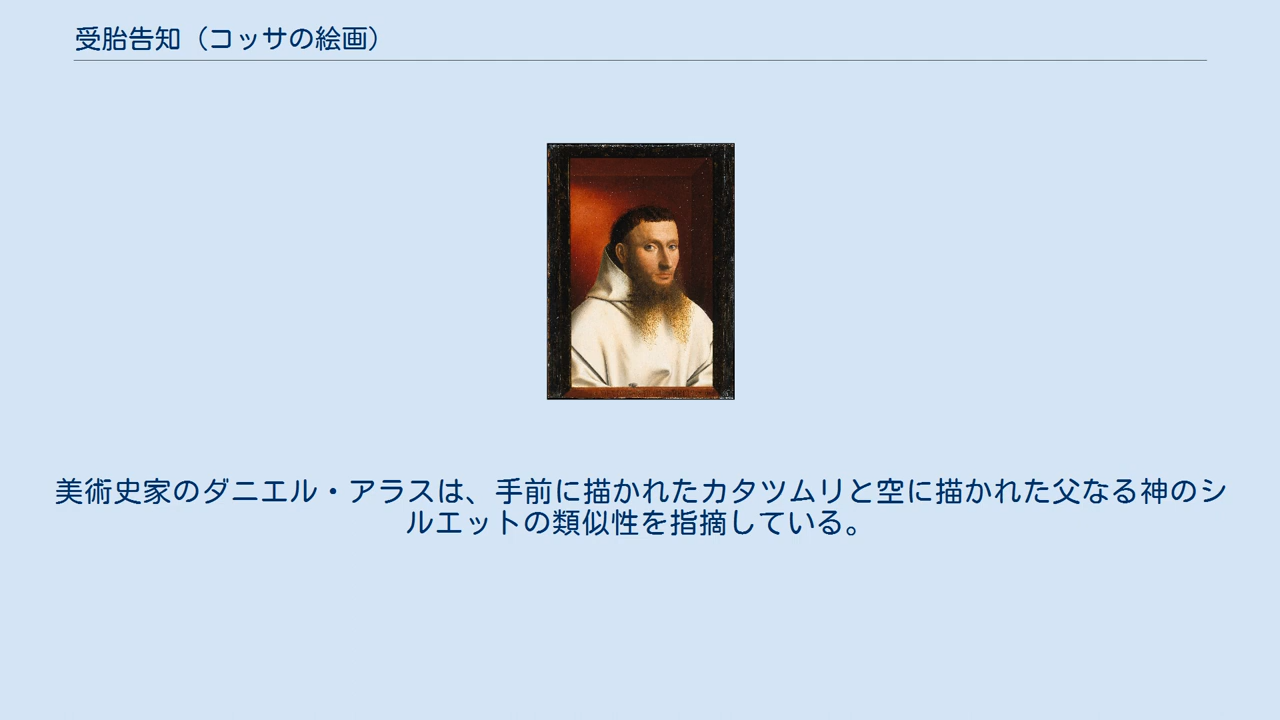 受胎告知（コッサの絵画）
美術史家のダニエル・アラスは、手前に描かれたカタツムリと空に描かれた父なる神のシ
ルエットの類似性を指摘している。